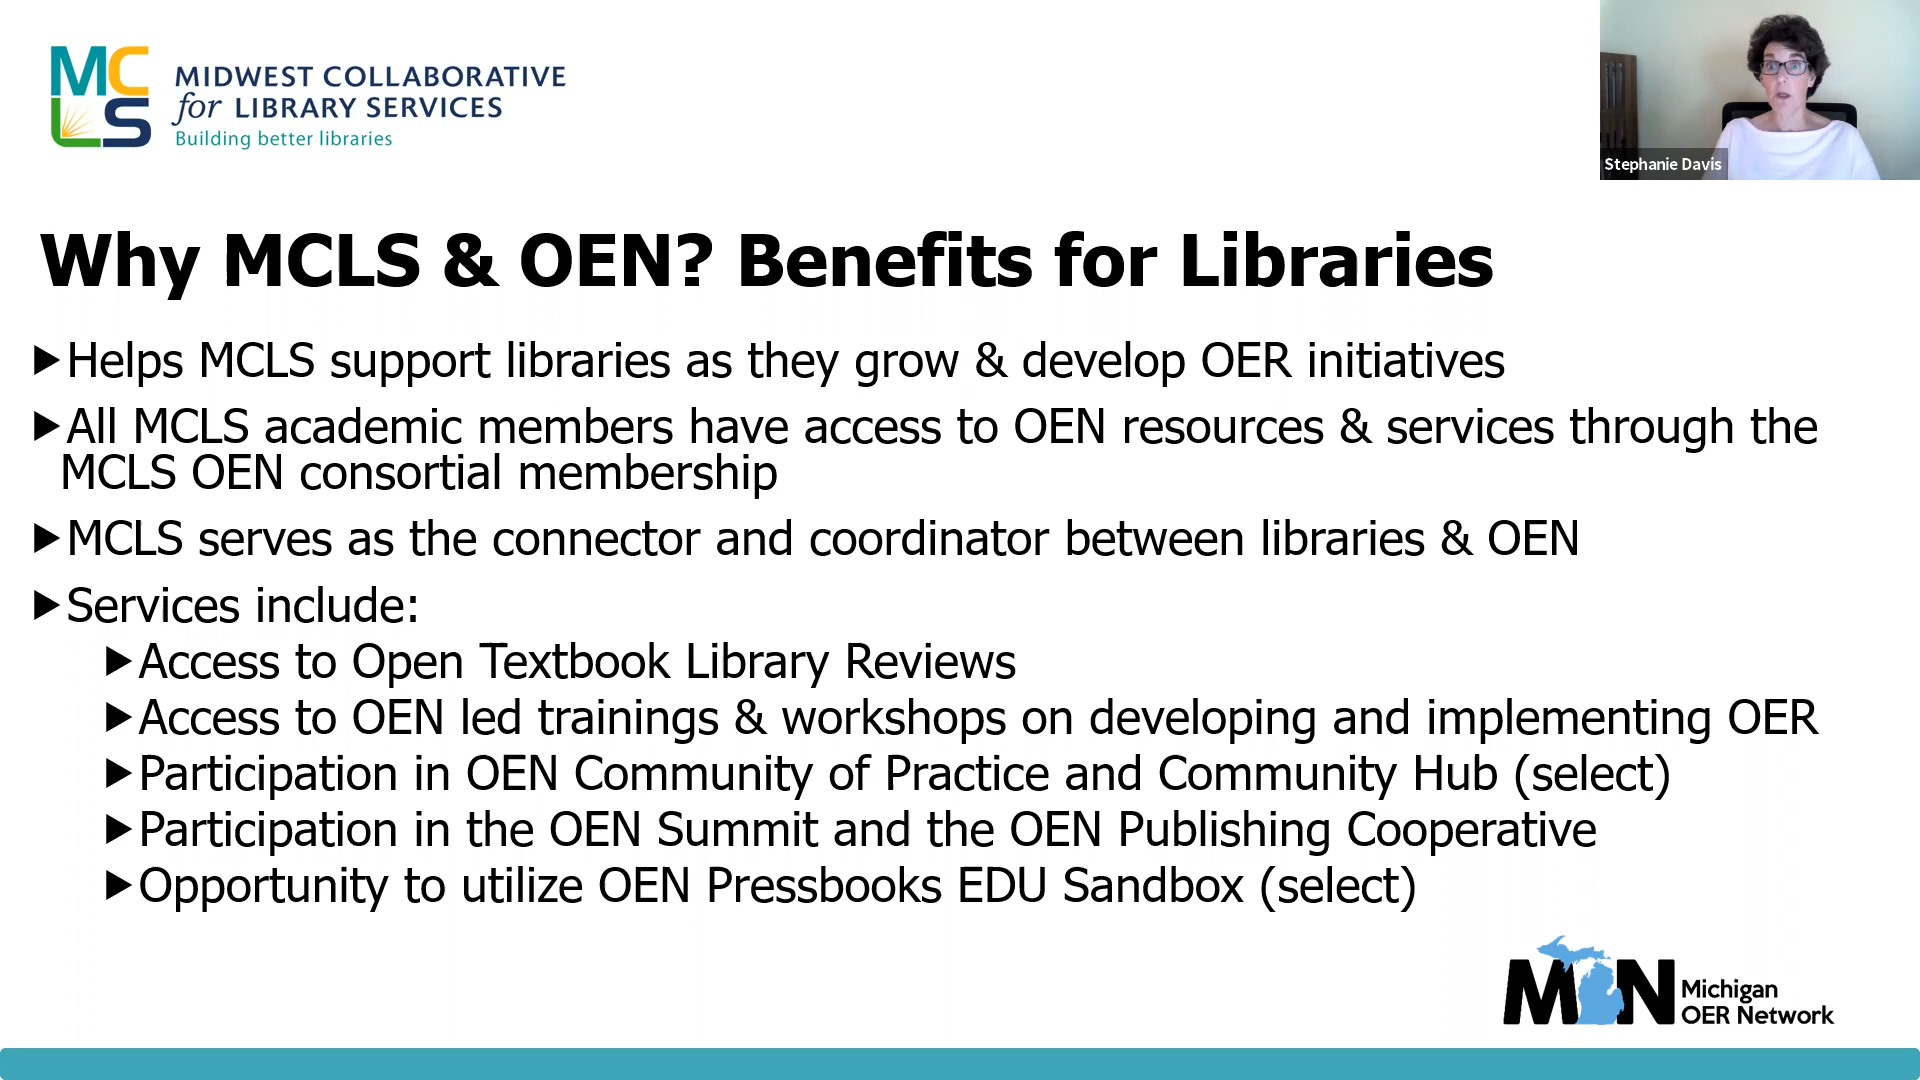 MCLS
MIDWEST COLLABORATIVE
for LIBRARY SERVICES
Building better libraries
Stephanie Davis
Why MCLS & OEN? Benefits for Libraries
▶Helps MCLS support libraries as they grow & develop OER initiatives
▶All MCLS academic members have access to OEN resources & services through the
MCLS OEN consortial membership
▶MCLS serves as the connector and coordinator between libraries & OEN
▶Services include:
▶Access to Open Textbook Library Reviews
▶Access to OEN led trainings & workshops on developing and implementing OER
▶Participation in OEN Community of Practice and Community Hub (select)
▶Participation in the OEN Summit and the OEN Publishing Cooperative
▶Opportunity to utilize OEN Pressbooks EDU Sandbox (select)
M N
Michigan
OER Network